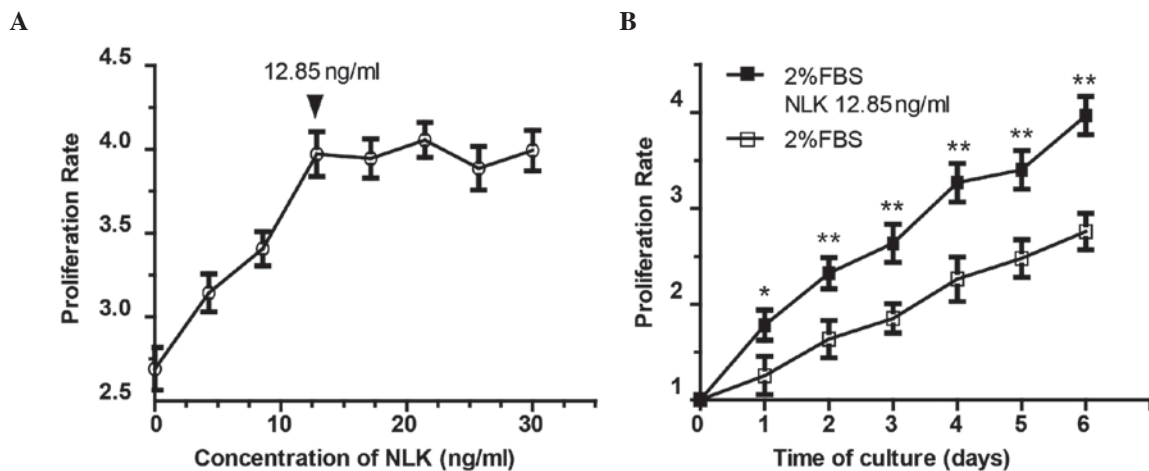 A
4.5
4.0
3.5
3.0
2.5
Proliferation Rate
12.85 ng/ml
0
10
20
30
Concentration of NLK (ng/ml)
B
4
3
2
1
Proliferation Rate
2%FBS
NLK 12.85ng/ml
2%FBS
*
**
**
**
**
**
0
1
2
3
4
5
6
Time of culture (days)